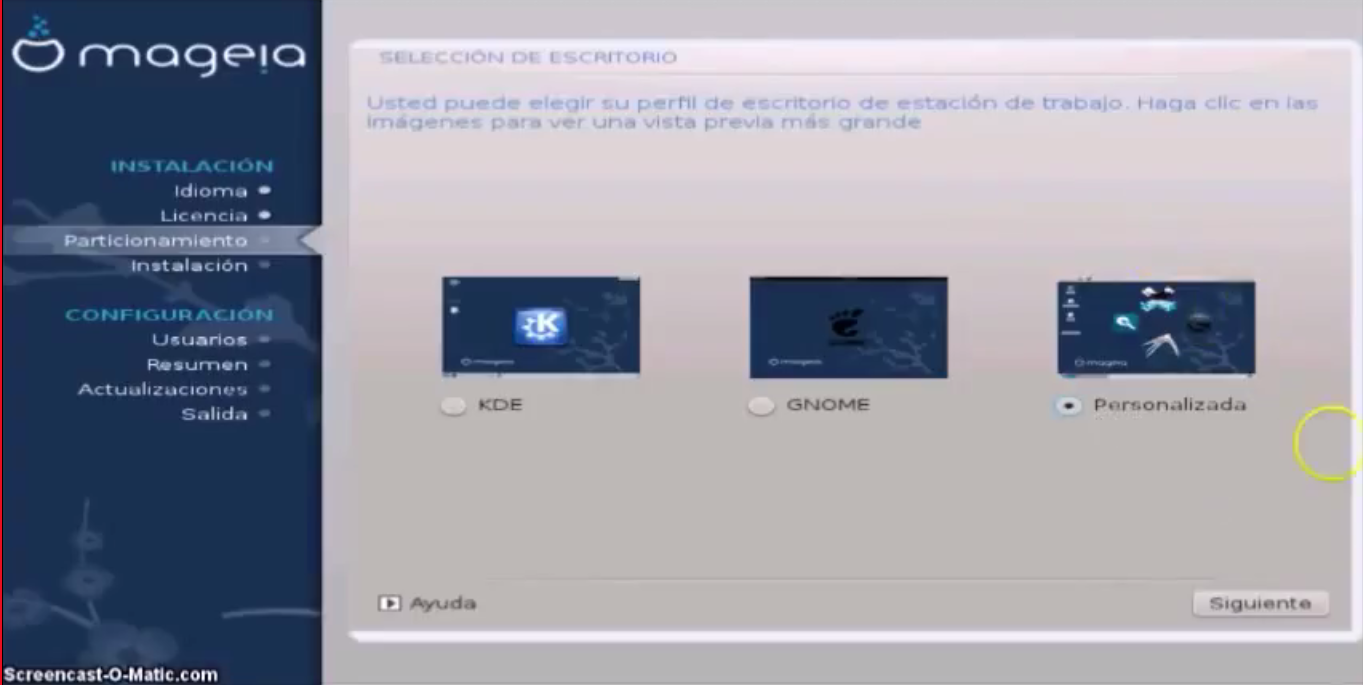 mageia
INSTALACIÓN
Idioma
Licencia
Particionamiento
Instalación
CONFIGURACIÓN
Usuarios
Resumen
Actualizaciones
Salida
SELECCIÓN DE ESCRITORIO
Usted puede elegir su perfil de escritorio de estación de trabajo. Haga clic en las
imágenes para ver una vista previa más grande
K
mageia
mageia
mageia
KDE
GNOME
Personalizada
Ayuda
Siguiente
Screencast-O-Matic.com